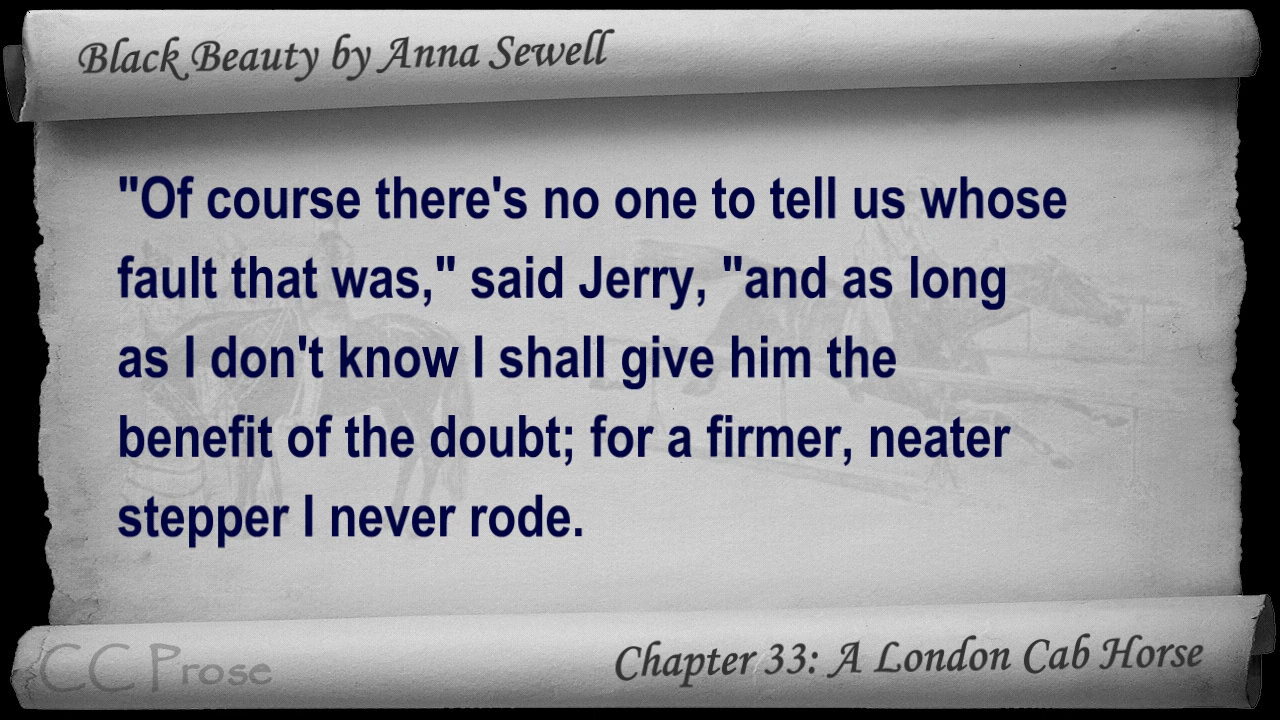 Black Beauty by Anna Sewell
"Of course there's no one to tell us whose
fault that was," said Jerry, "and as long
as I don't know I shall give him the
benefit of the doubt; for a firmer, neater
stepper I never rode.
CC Prose
Chapter 33: A London Cab Horse